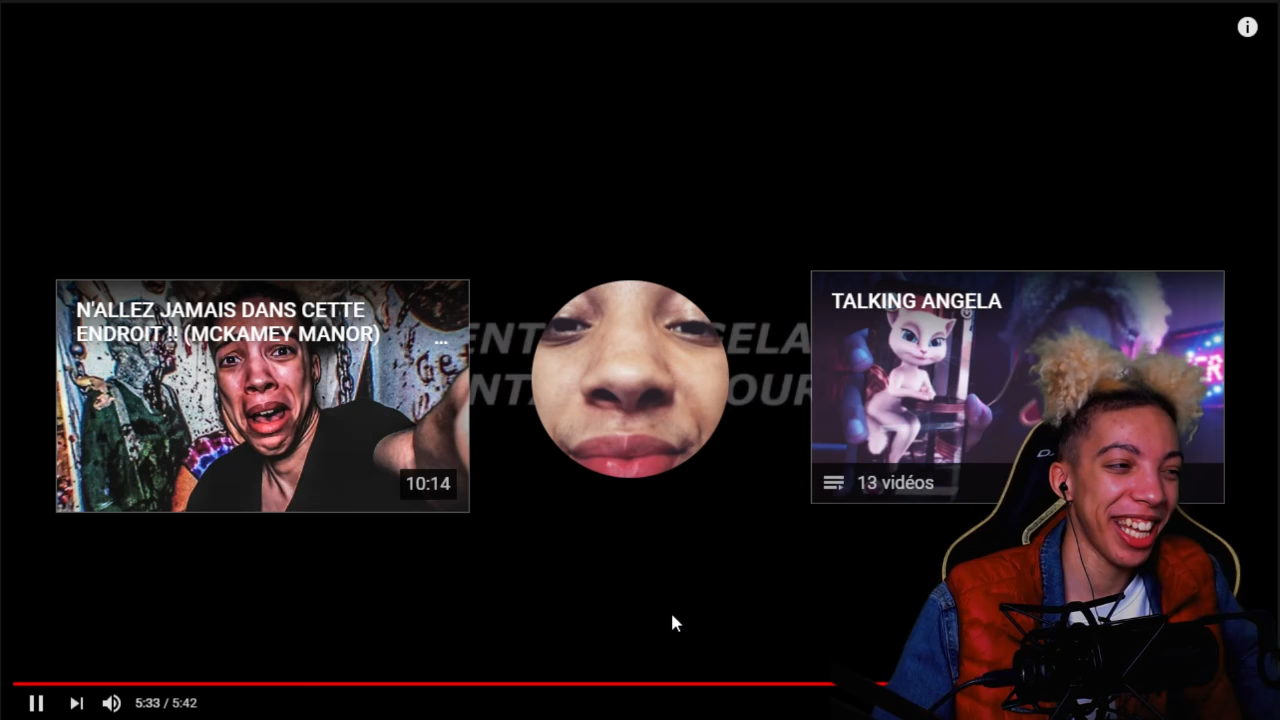 N'ALLEZ JAMAIS DANS CETTE
ENDROIT !! (MCKAMEY MANOR)
...
10:14
TALKING ANGELA
13 vidéos
5:33 / 5:42